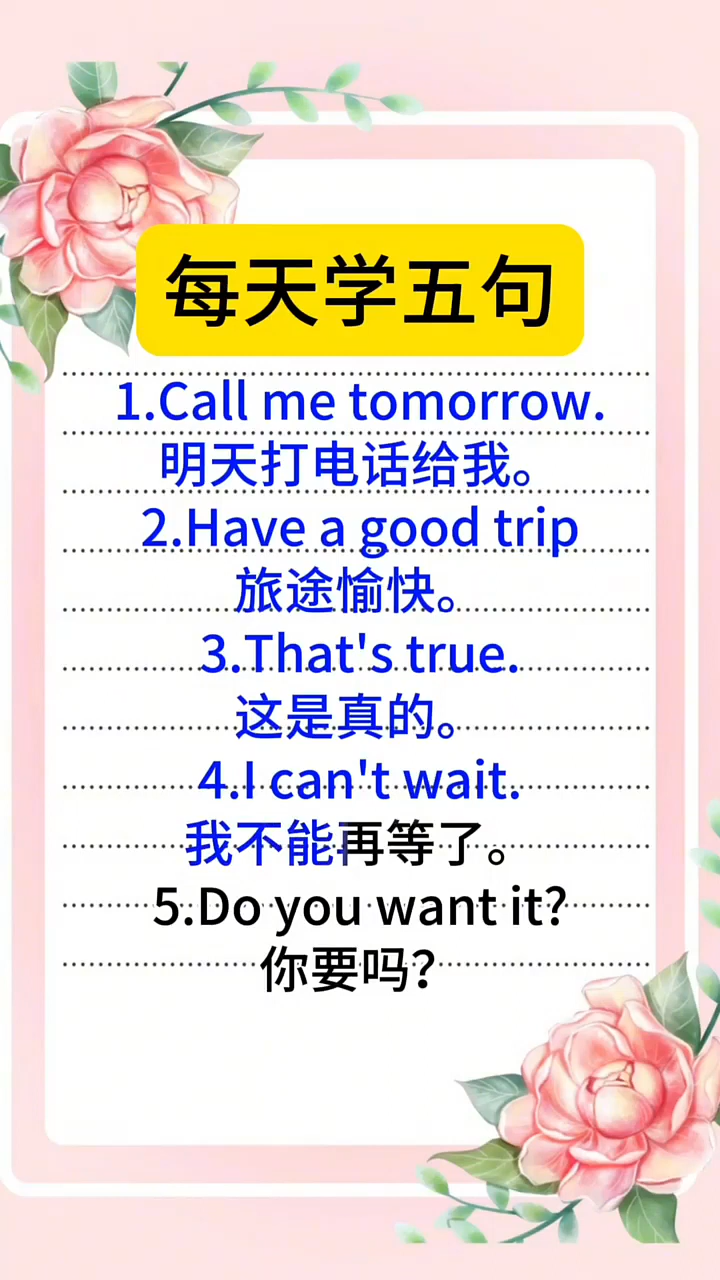 每天学五句
1.Call me tomorrow.
明天打电话给我。
2.Have a good trip
旅途愉快。
3.That's true.
这是真的。
4.I can't wait.
我不能再等了。
5.Do you want it?
你要吗？